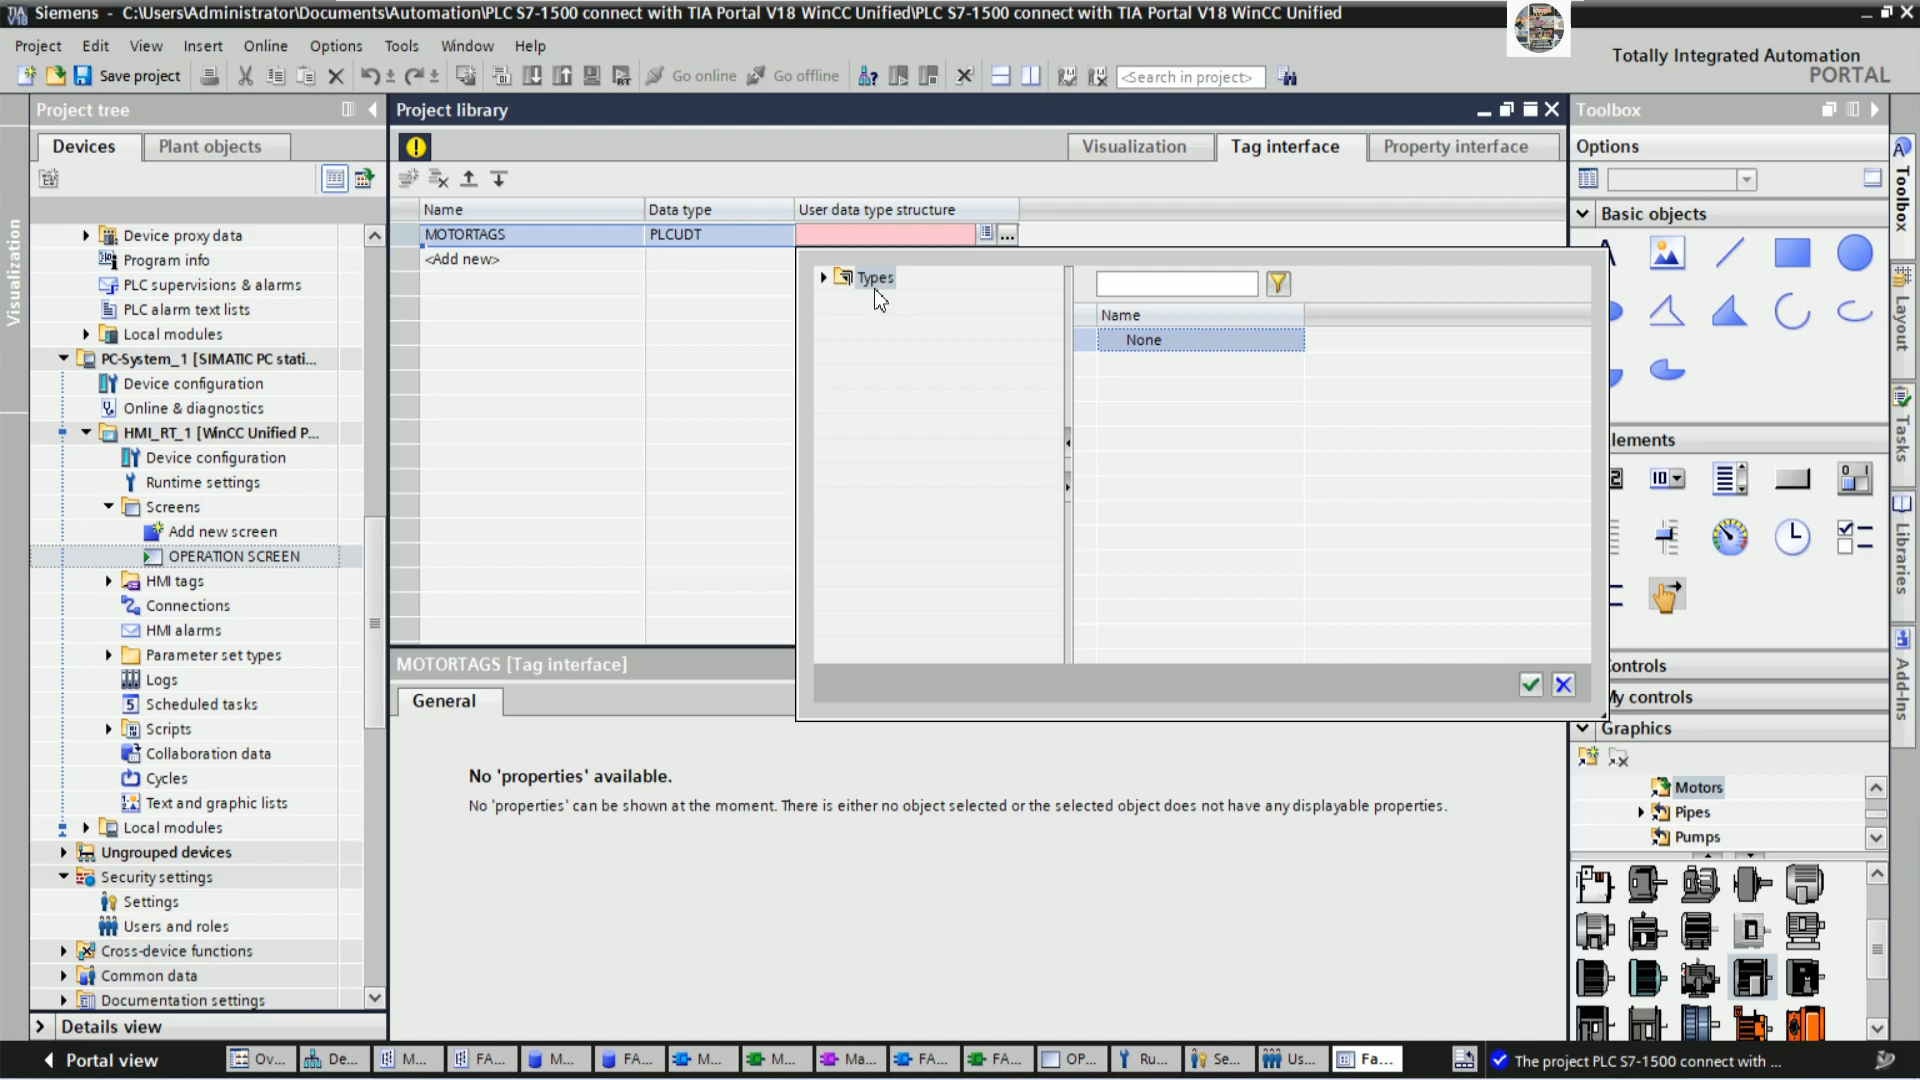 Siemens - C:\Users\Administrator\Documents\Automation\PLC S7-1500 connect with TIA Portal V18 WinCC Unified\PLC S7-1500 connect with TIA Portal V18 WinCC Unified
Project Edit View Insert Online Options Tools Window Help
Totally Integrated Automation
PORTAL
Save project
Go online
Go offline
<Search in project>
Project tree
Devices
Plant objects
Visualization
Device proxy data
Program info
PLC supervisions & alarms
PLC alarm text lists
Local modules
PC-System_1 [SIMATIC PC stati...
Device configuration
Online & diagnostics
HMI_RT_1 [WinCC Unified P...
Device configuration
Runtime settings
Screens
Add new screen
OPERATION SCREEN
HMI tags
Connections
HMI alarms
Parameter set types
Logs
Scheduled tasks
Scripts
Collaboration data
Cycles
Text and graphic lists
Local modules
Ungrouped devices
Security settings
Settings
Users and roles
Cross-device functions
Common data
Documentation settings
Details view
Project library
Visualization
Tag interface
Property interface
Name
Data type
User data type structure
MOTORTAGS
PLCUDT
...
<Add new>
Types
Name
None
MOTORTAGS [Tag interface]
General
No 'properties' available.
No 'properties' can be shown at the moment. There is either no object selected or the selected object does not have any displayable properties.
Toolbox
Options
Basic objects
lements
ontrols
My controls
Graphics
Motors
Pipes
Pumps
Toolbox
Layout
Tasks
Libraries
Add-Ins
Portal view
Ov...
De...
M...
FA...
M...
FA...
M...
M...
Ma...
FA...
FA...
OP...
Ru...
Se...
Us...
Fa...
The project PLC S7-1500 connect with ...